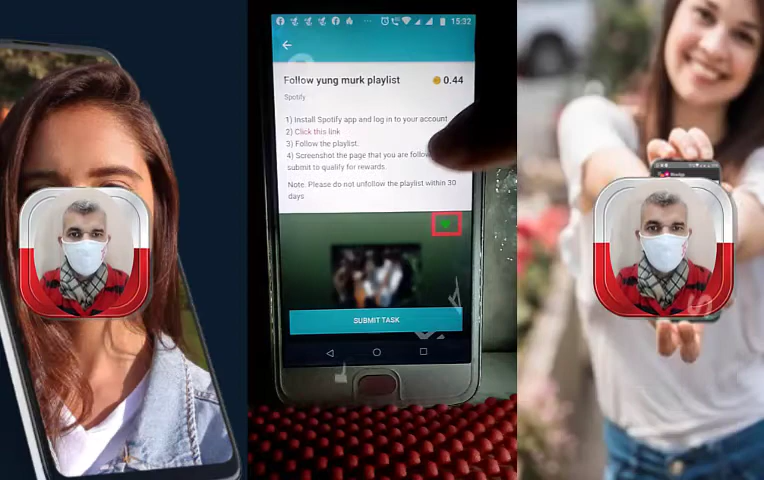 15:32
Follow yung murk playlist
0.44
Spotify
1) Install Spotify app and log in to your account
2) Click this link
3) Follow the playlist.
4) Screenshot the page that you are follow
submit to qualify for rewards.
Note: Please do not unfollow the playlist within 30
days
SUBMIT TASK